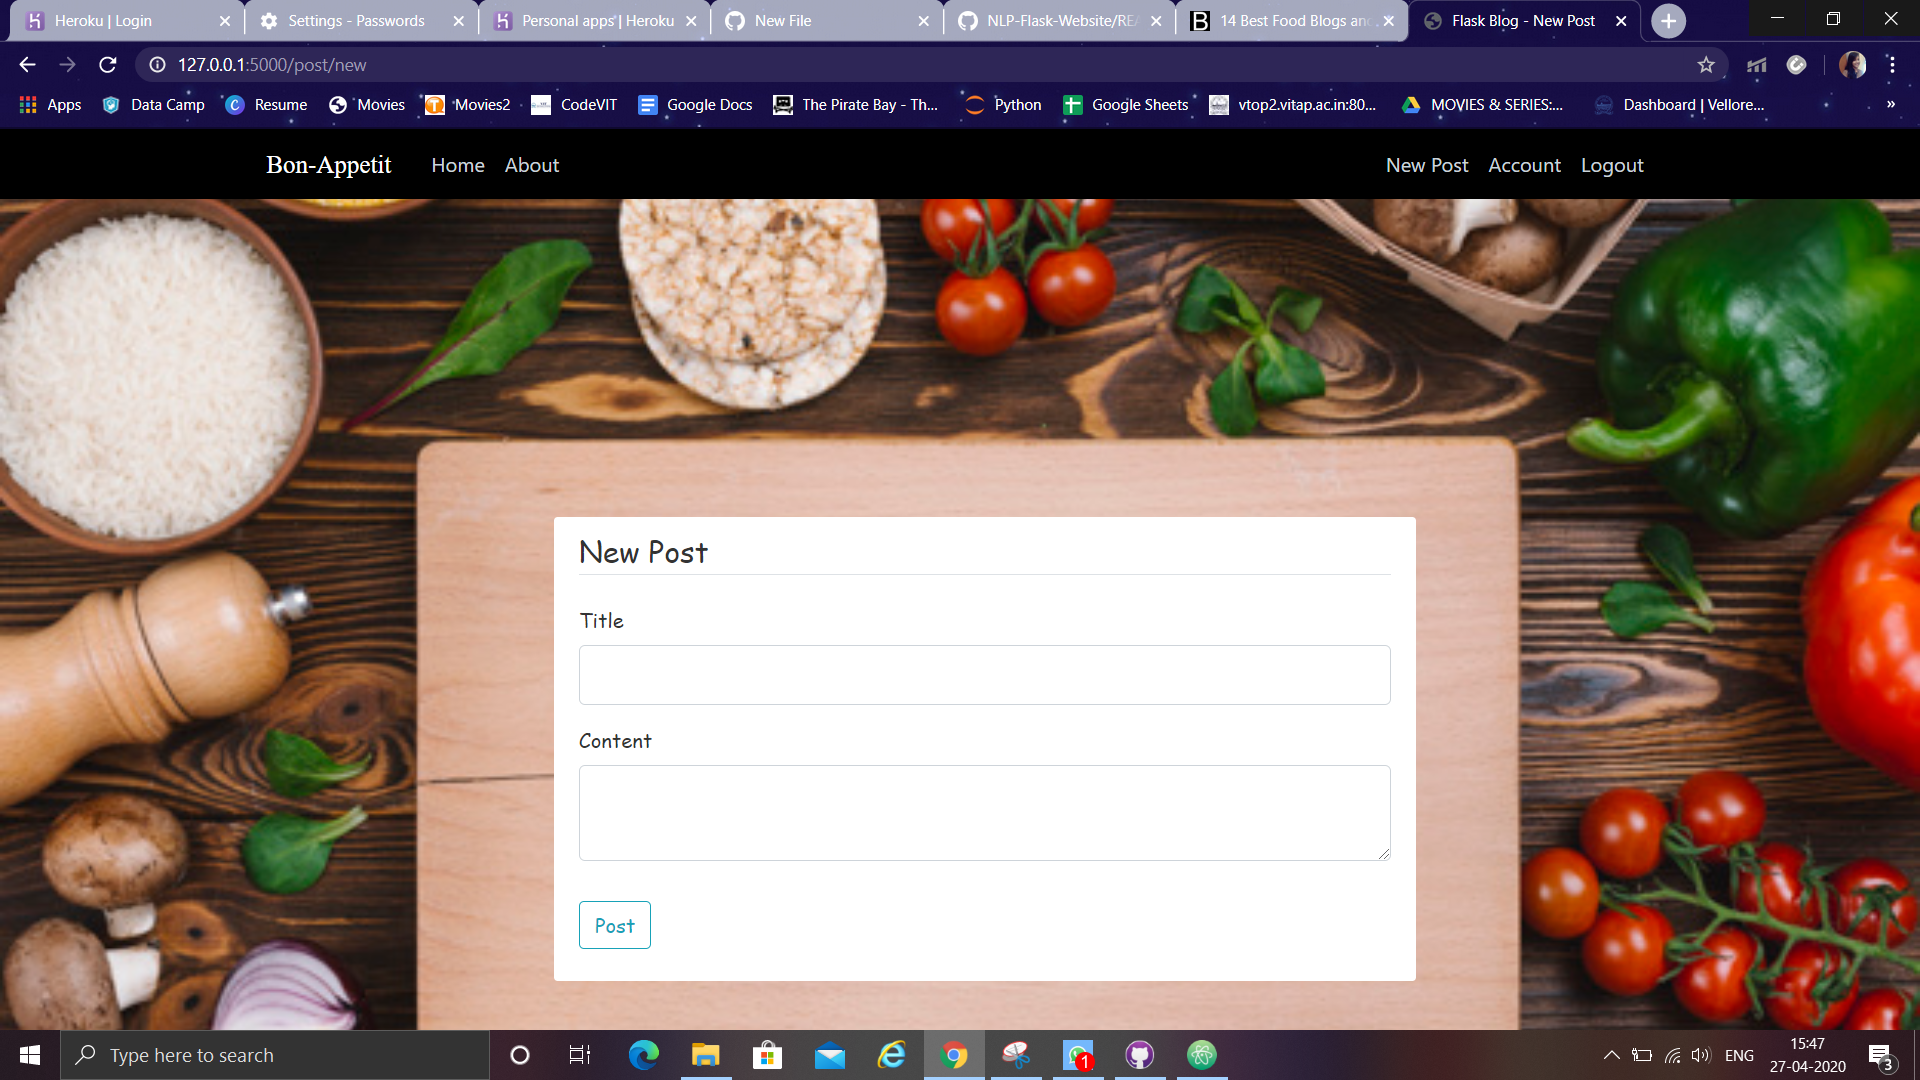 Heroku | Login
Settings - Passwords
Personal apps | Heroku
New File
NLP-Flask-Website/REA
14 Best Food Blogs an
Flask Blog - New Post
127.0.0.1:5000/post/new
Apps
Data Camp
Resume
Movies
Movies2
CodeVIT
Google Docs
The Pirate Bay - Th...
Python
Google Sheets
vtop2.vitap.ac.in:80...
MOVIES & SERIES:...
Dashboard | Vellore...
»
Bon-Appetit
Home
About
New Post
Account
Logout
New Post
Title
Content
Post
Type here to search
1
ENG
15:47
27-04-2020
3